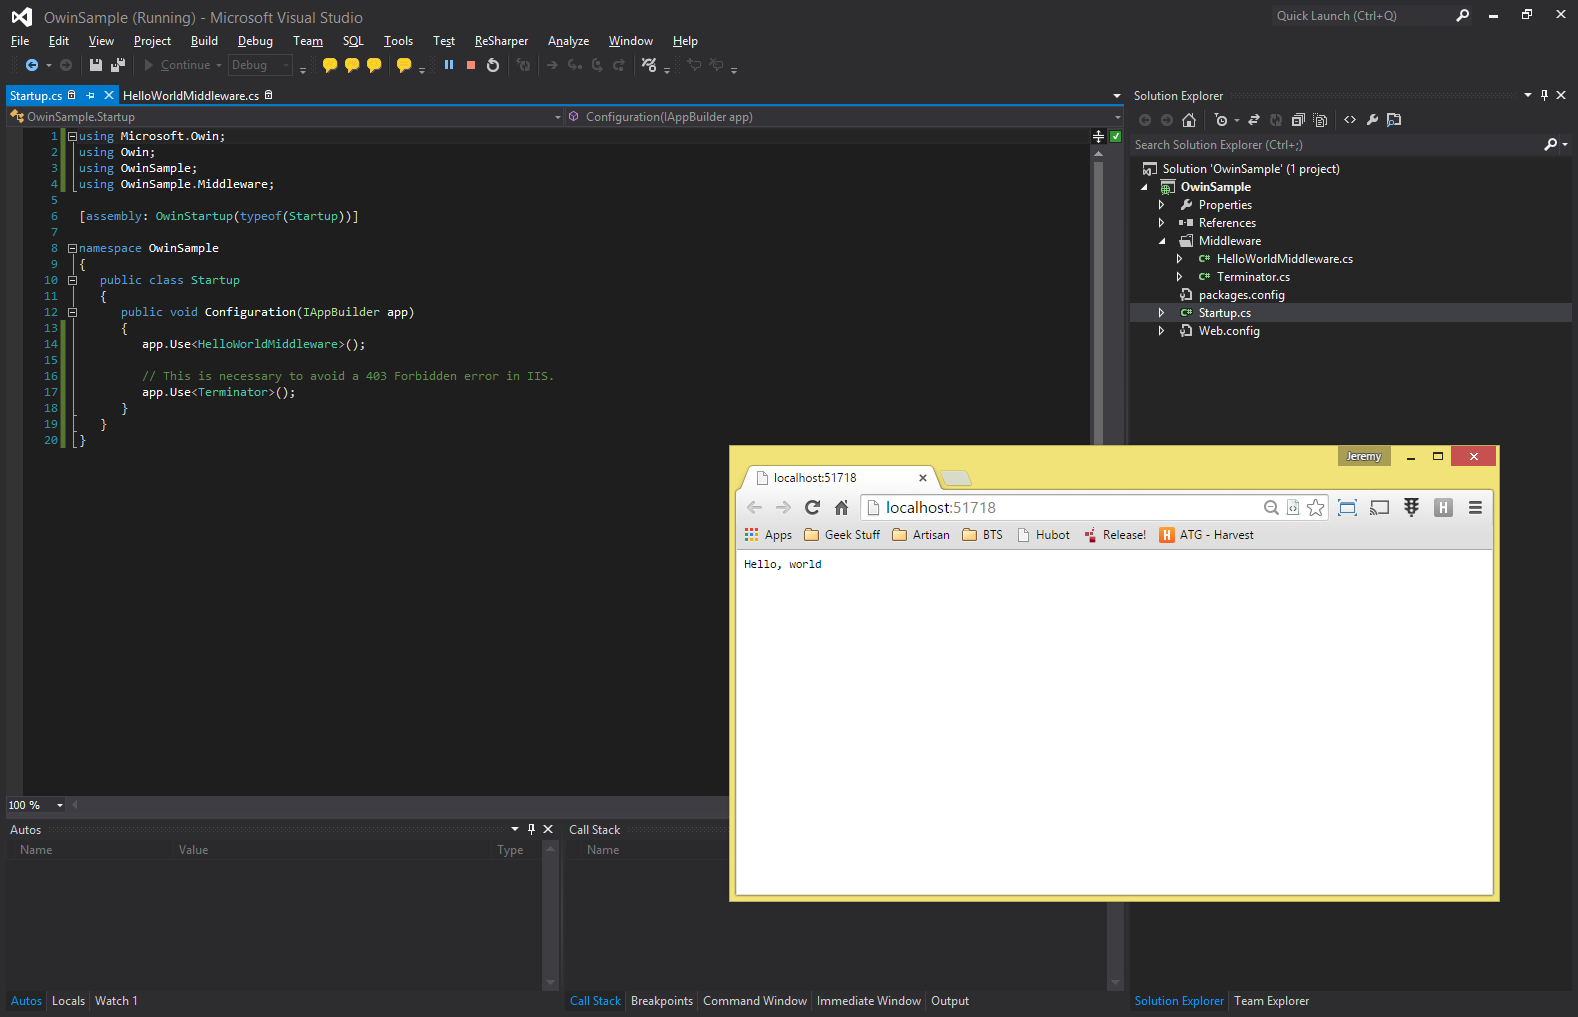 OwinSample (Running) - Microsoft Visual Studio
Quick Launch (Ctrl+Q)
File Edit View Project Build Debug Team SQL Tools Test ReSharper Analyze Window Help
Continue Debug
Startup.cs HelloWorldMiddleware.cs
OwinSample.Startup Configuration(IAppBuilder app)
1 using Microsoft.Owin;
2 using Owin;
3 using OwinSample;
4 using OwinSample.Middleware;
5
6 [assembly: OwinStartup(typeof(Startup))]
7
8 namespace OwinSample
9 {
10 public class Startup
11 {
12 public void Configuration(IAppBuilder app)
13 {
14 app.Use<HelloWorldMiddleware>();
15
16 // This is necessary to avoid a 403 Forbidden error in IIS.
17 app.Use<Terminator>();
18 }
19 }
20 }
100 %
Solution Explorer
Search Solution Explorer (Ctrl+;)
Solution 'OwinSample' (1 project)
OwinSample
Properties
References
Middleware
C# HelloWorldMiddleware.cs
C# Terminator.cs
packages.config
C# Startup.cs
Web.config
Jeremy
localhost:51718
localhost:51718
H
Apps Geek Stuff Artisan BTS Hubot Release! H ATG - Harvest
Hello, world
Autos
Name Value Type
Call Stack
Name
Autos Locals Watch 1
Call Stack Breakpoints Command Window Immediate Window Output
Solution Explorer Team Explorer